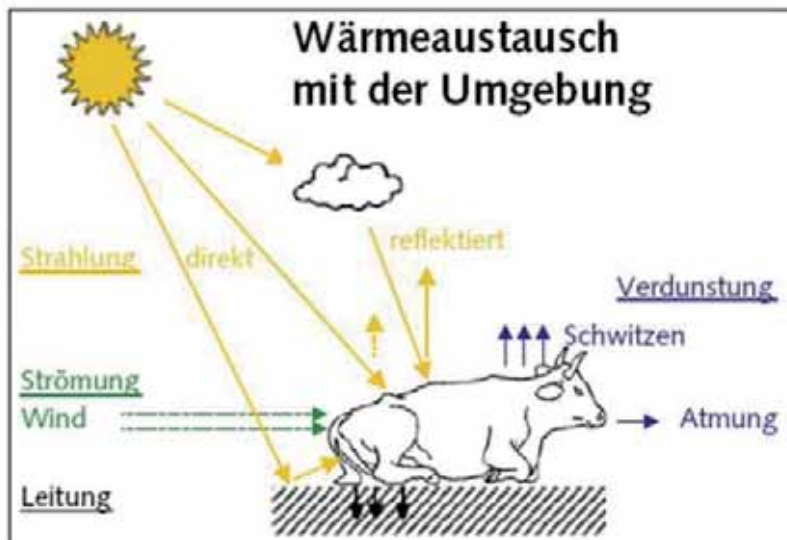 Wärmeaustausch
mit der Umgebung
Strahlung
direkt
reflektiert
Verdunstung
Schwitzen
Strömung
Wind
Atmung
Leitung